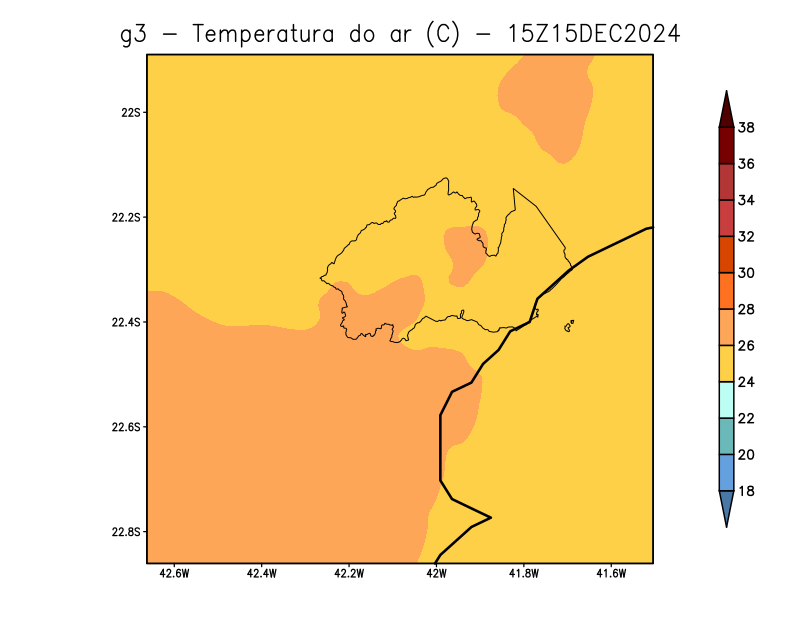 g3 – Temperatura do ar (C) – 15Z15DEC2024
22S
22.2S
22.4S
22.6S
22.8S
42.6W
42.4W
42.2W
42W
41.8W
41.6W
38
36
34
32
30
28
26
24
22
20
18